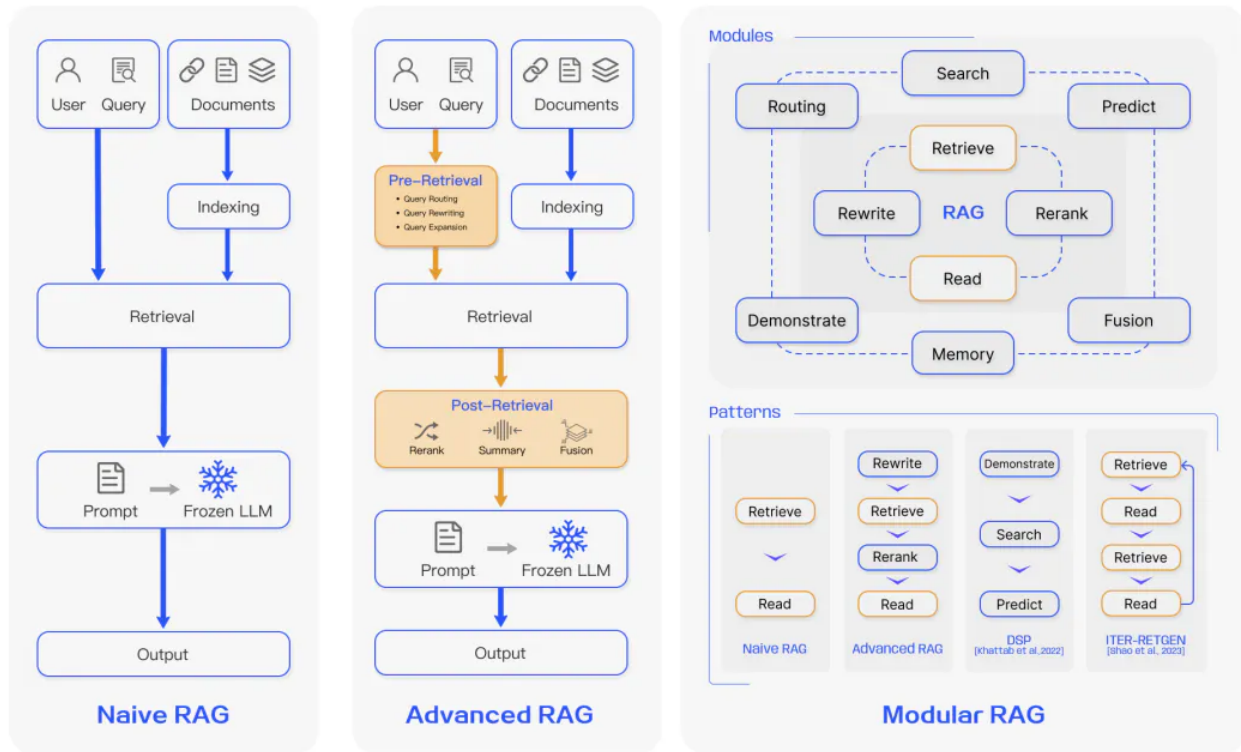 User Query
Documents
Indexing
Retrieval
Prompt
Frozen LLM
Output
Naive RAG
User Query
Documents
Pre-Retrieval
• Query Routing
• Query Rewriting
• Query Expansion
Indexing
Retrieval
Post-Retrieval
Rerank Summary Fusion
Prompt
Frozen LLM
Output
Advanced RAG
Modules
Search
Routing
Predict
Retrieve
Rewrite
RAG
Rerank
Read
Demonstrate
Fusion
Memory
Patterns
Retrieve
Read
Naive RAG
Rewrite
Retrieve
Rerank
Read
Advanced RAG
Demonstrate
Search
Predict
DSP
[Khattab et al.,2022]
Retrieve
Read
Retrieve
Read
ITER-RETGEN
[Shao et al., 2023]
Modular RAG